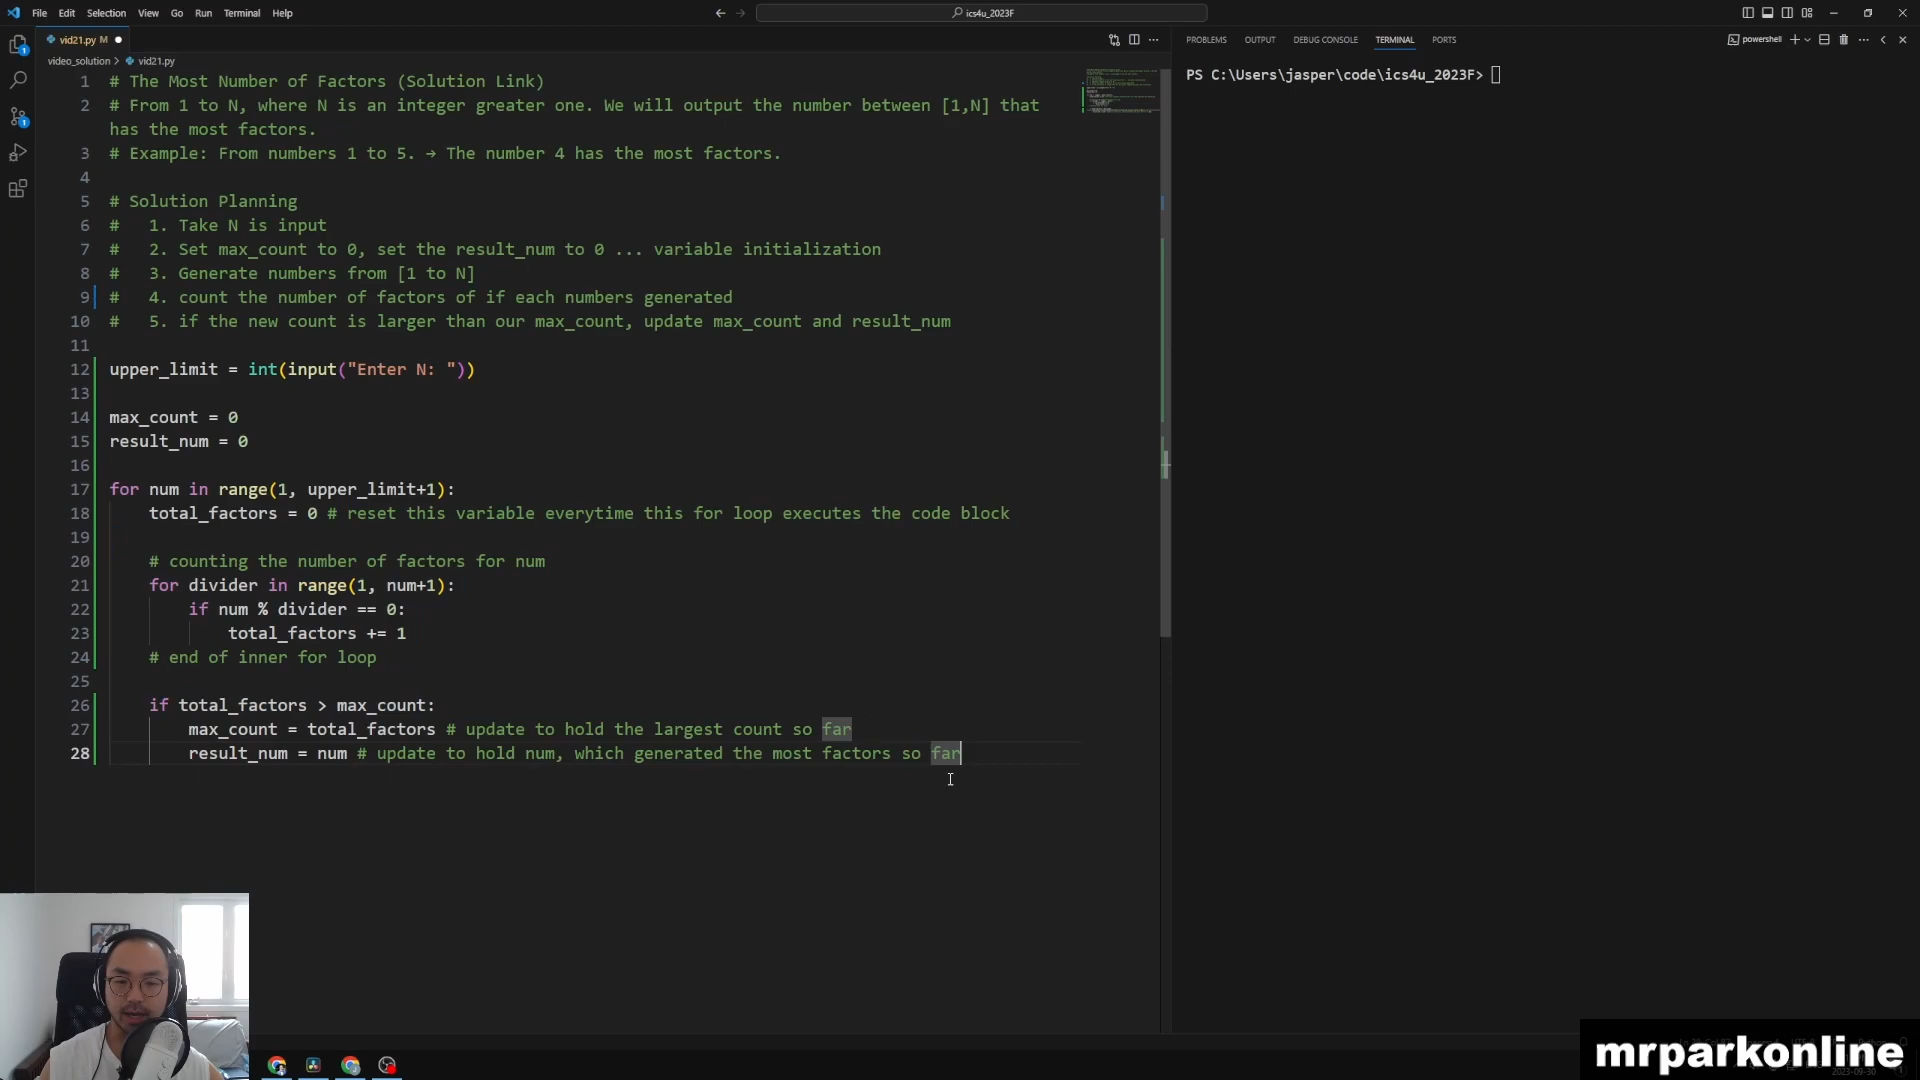 File Edit Selection View Go Run Terminal Help
ics4u_2023F
vid21.py M
PROBLEMS OUTPUT DEBUG CONSOLE TERMINAL PORTS
powershell
video_solution > vid21.py
PS C:\Users\jasper\code\ics4u_2023F>
1 # The Most Number of Factors (Solution Link)
2 # From 1 to N, where N is an integer greater one. We will output the number between [1,N] that
has the most factors.
3 # Example: From numbers 1 to 5. → The number 4 has the most factors.
4
5 # Solution Planning
6 #   1. Take N is input
7 #   2. Set max_count to 0, set the result_num to 0 ... variable initialization
8 #   3. Generate numbers from [1 to N]
9 #   4. count the number of factors of if each numbers generated
10 #   5. if the new count is larger than our max_count, update max_count and result_num
11
12 upper_limit = int(input("Enter N: "))
13
14 max_count = 0
15 result_num = 0
16
17 for num in range(1, upper_limit+1):
18     total_factors = 0 # reset this variable everytime this for loop executes the code block
19
20     # counting the number of factors for num
21     for divider in range(1, num+1):
22         if num % divider == 0:
23             total_factors += 1
24     # end of inner for loop
25
26     if total_factors > max_count:
27         max_count = total_factors # update to hold the largest count so far
28         result_num = num # update to hold num, which generated the most factors so far
mrparkonline
2023-09-30